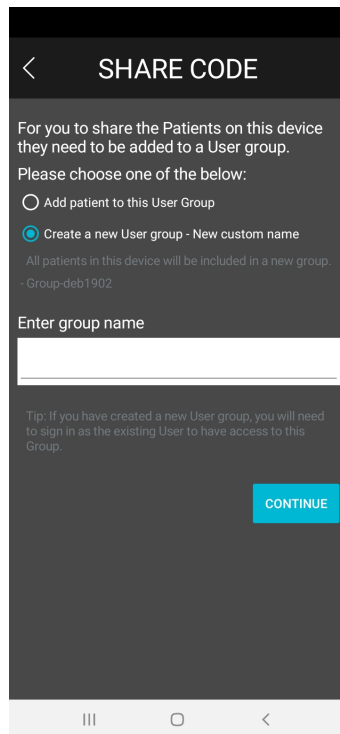 SHARE CODE
For you to share the Patients on this device
they need to be added to a User group.
Please choose one of the below:
Add patient to this User Group
Create a new User group - New custom name
All patients in this device will be included in a new group.
- Group-deb1902
Enter group name
Tip: If you have created a new User group, you will need
to sign in as the existing User to have access to this
Group.
CONTINUE